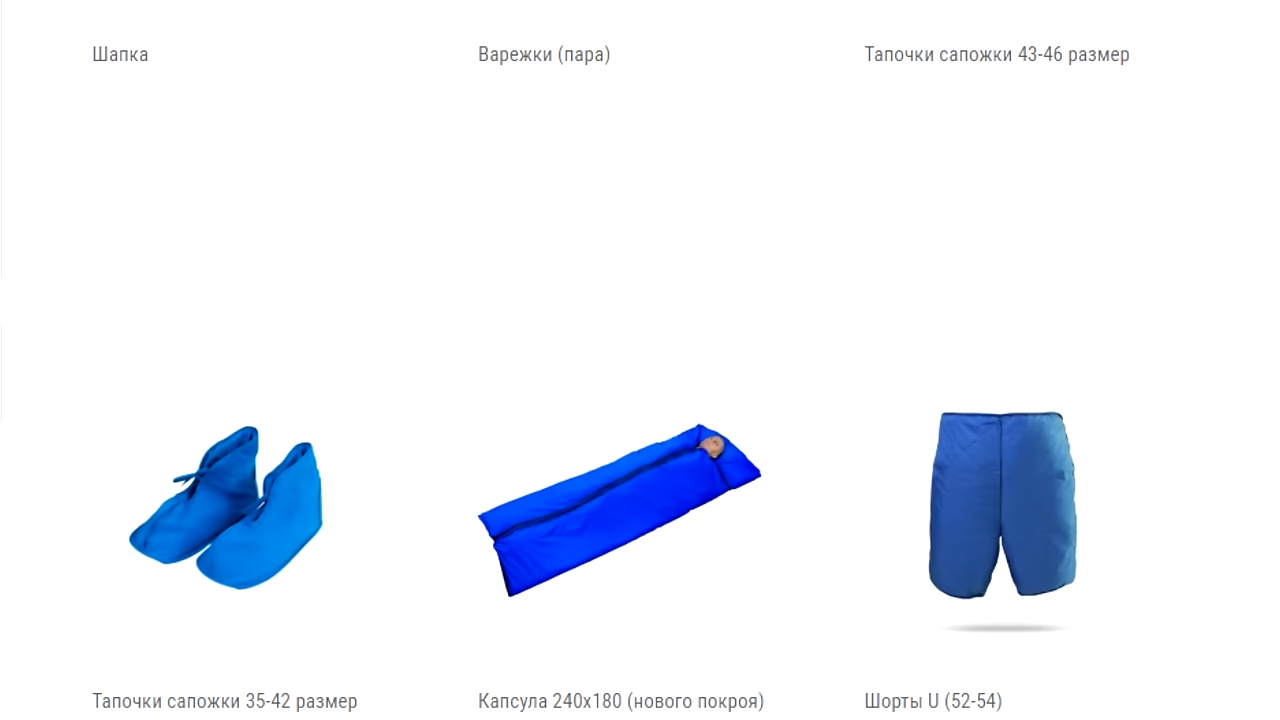 Шапка
Варежки (пара)
Тапочки сапожки 43-46 размер
Тапочки сапожки 35-42 размер
Капсула 240х180 (нового покроя)
Шорты U (52-54)